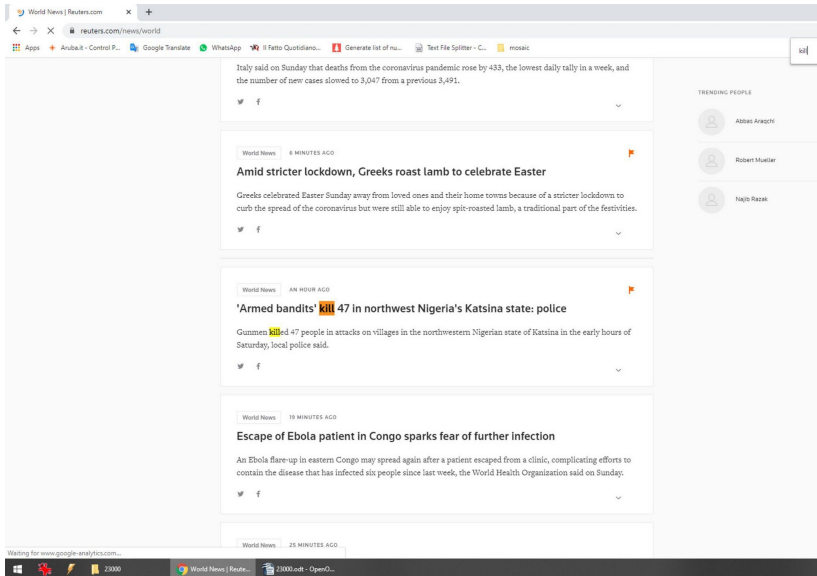 World News | Reuters.com
reuters.com/news/world
Apps Aruba.it - Control P... Google Translate WhatsApp Il Fatto Quotidiano... Generate list of nu... Text File Splitter - C... mosaic
kill
Italy said on Sunday that deaths from the coronavirus pandemic rose by 433, the lowest daily tally in a week, and
the number of new cases slowed to 3,047 from a previous 3,491.
TRENDING PEOPLE
Abbas Araqchi
Robert Mueller
Najib Razak
World News 6 MINUTES AGO
Amid stricter lockdown, Greeks roast lamb to celebrate Easter
Greeks celebrated Easter Sunday away from loved ones and their home towns because of a stricter lockdown to
curb the spread of the coronavirus but were still able to enjoy spit-roasted lamb, a traditional part of the festivities.
World News AN HOUR AGO
'Armed bandits' kill 47 in northwest Nigeria's Katsina state: police
Gunmen killed 47 people in attacks on villages in the northwestern Nigerian state of Katsina in the early hours of
Saturday, local police said.
World News 19 MINUTES AGO
Escape of Ebola patient in Congo sparks fear of further infection
An Ebola flare-up in eastern Congo may spread again after a patient escaped from a clinic, complicating efforts to
contain the disease that has infected six people since last week, the World Health Organization said on Sunday.
World News 25 MINUTES AGO
Waiting for www.google-analytics.com...
23000 World News | Reute... 23000.odt - OpenO...